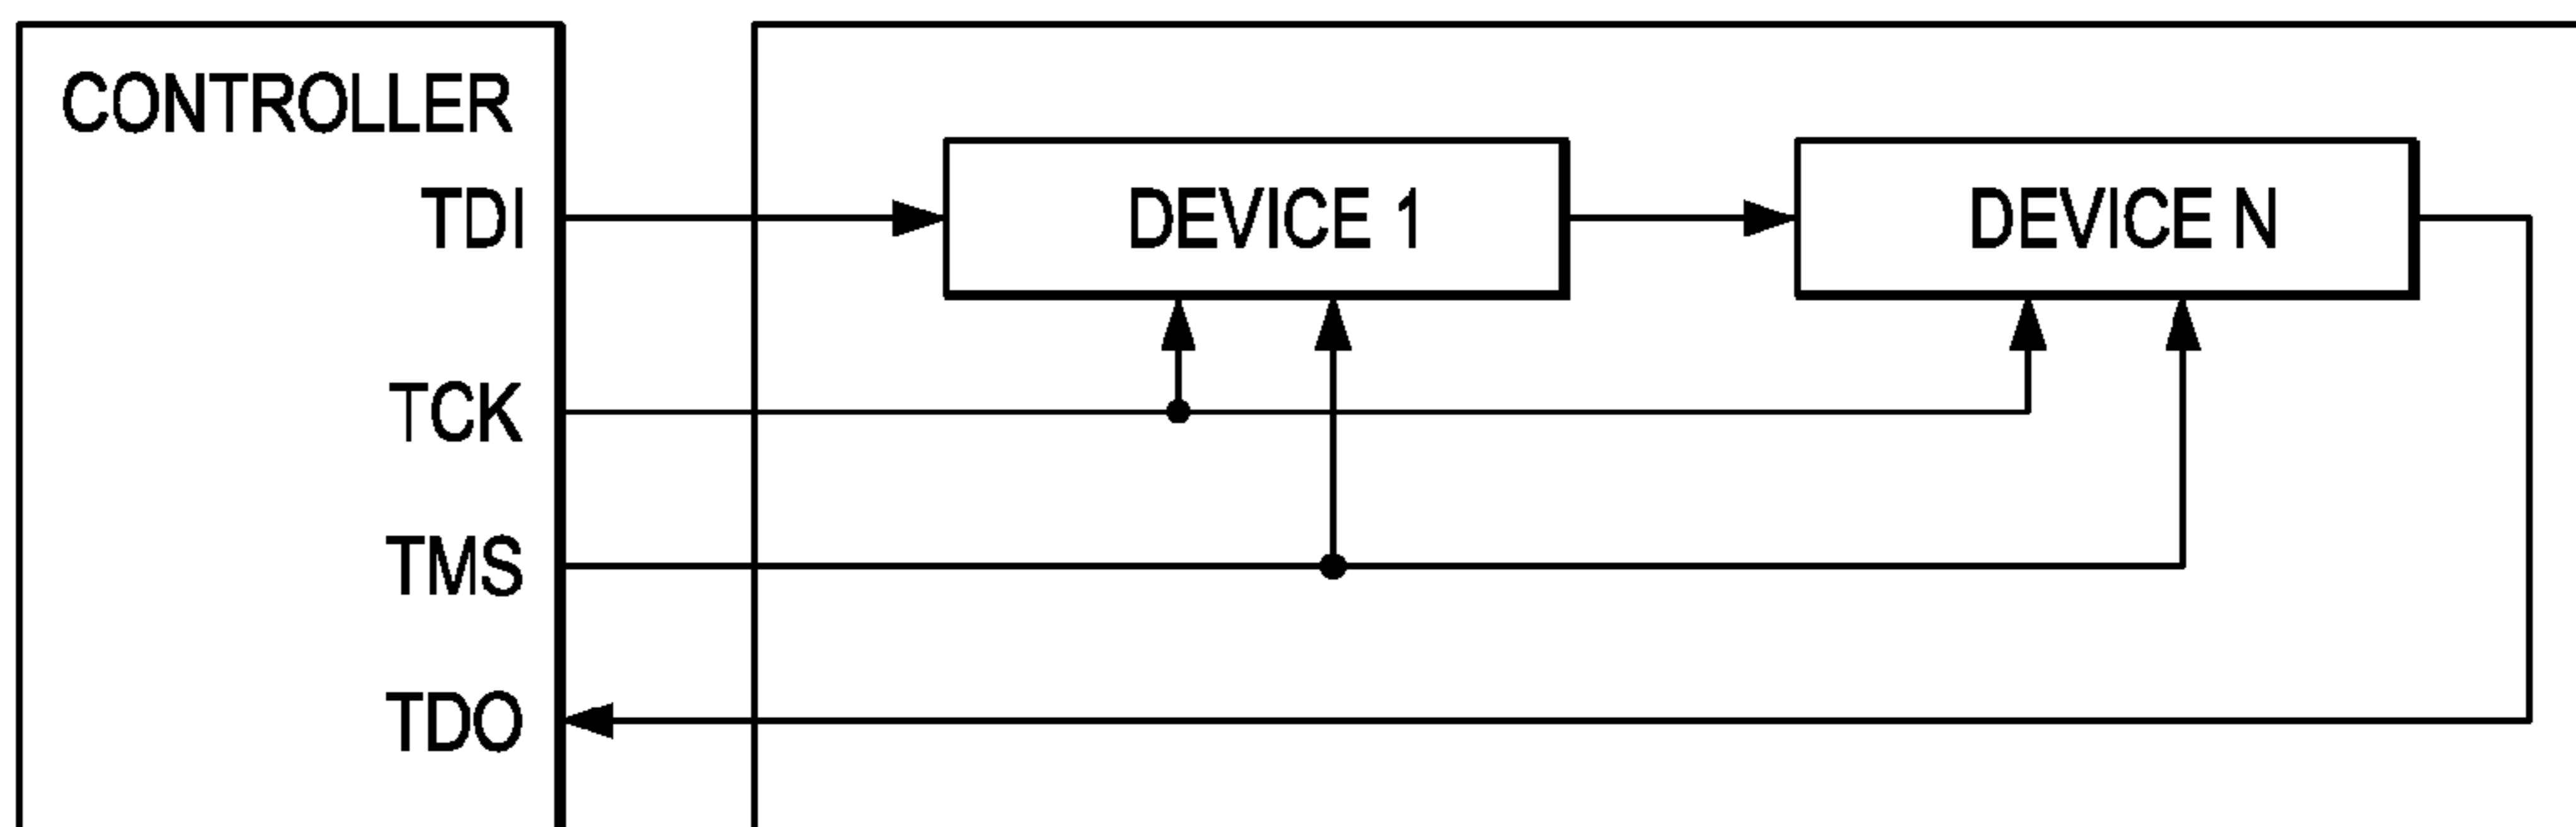 CONTROLLER
TDI
DEVICE 1
DEVICE N
TCK
TMS
TDO